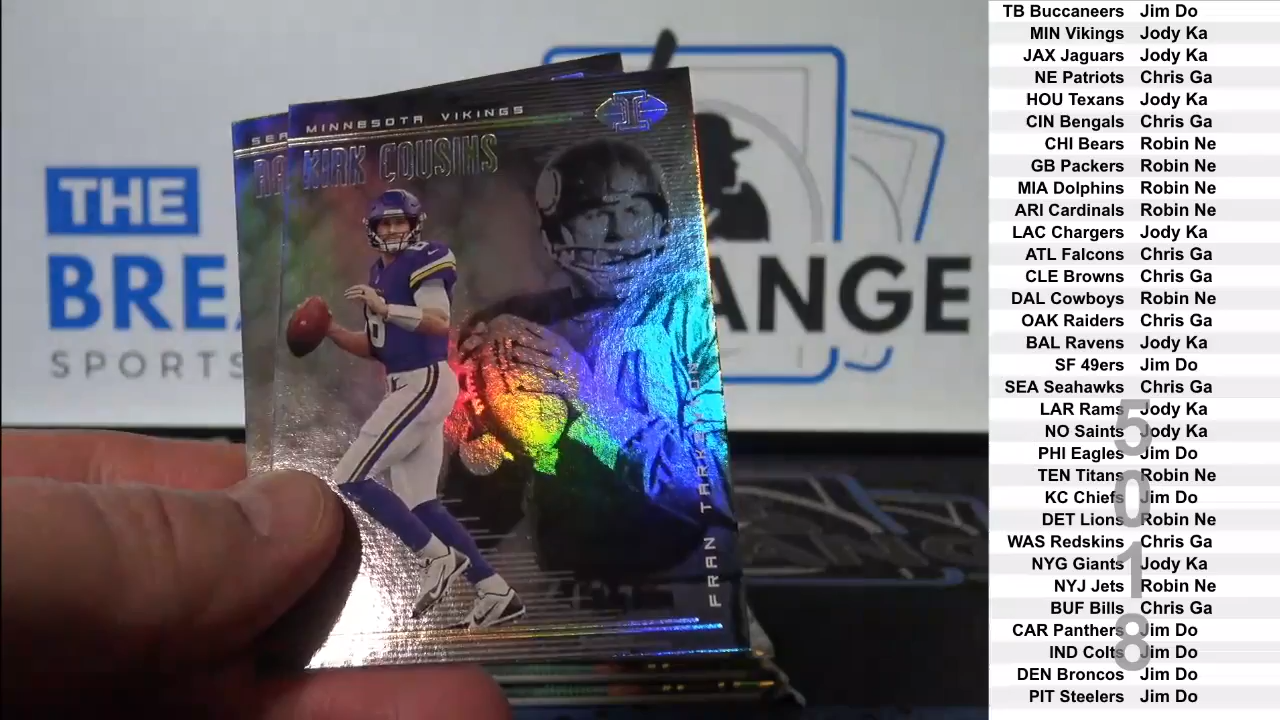 MINNESOTA VIKINGS
KIRK COUSINS
SEA
RA
FRAN TARKENTON
THE
BRE
ANGE
SPORTS
TB Buccaneers Jim Do
MIN Vikings Jody Ka
JAX Jaguars Jody Ka
NE Patriots Chris Ga
HOU Texans Jody Ka
CIN Bengals Chris Ga
CHI Bears Robin Ne
GB Packers Robin Ne
MIA Dolphins Robin Ne
ARI Cardinals Robin Ne
LAC Chargers Jody Ka
ATL Falcons Chris Ga
CLE Browns Chris Ga
DAL Cowboys Robin Ne
OAK Raiders Chris Ga
BAL Ravens Jody Ka
SF 49ers Jim Do
SEA Seahawks Chris Ga
LAR Rams Jody Ka
NO Saints Jody Ka
PHI Eagles Jim Do
TEN Titans Robin Ne
KC Chiefs Jim Do
DET Lions Robin Ne
WAS Redskins Chris Ga
NYG Giants Jody Ka
NYJ Jets Robin Ne
BUF Bills Chris Ga
CAR Panthers Jim Do
IND Colts Jim Do
DEN Broncos Jim Do
PIT Steelers Jim Do
5018